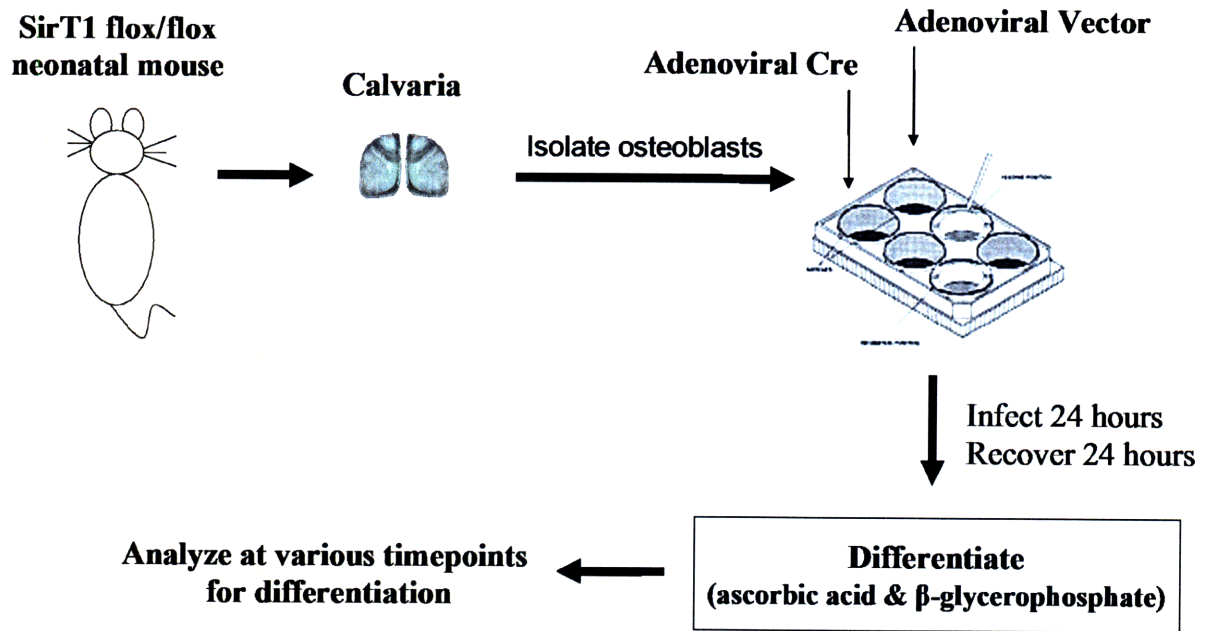 SirT1 flox/flox
neonatal mouse
Calvaria
Isolate osteoblasts
Adenoviral Cre
Adenoviral Vector
Infect 24 hours
Recover 24 hours
Differentiate
(ascorbic acid & β-glycerophosphate)
Analyze at various timepoints
for differentiation